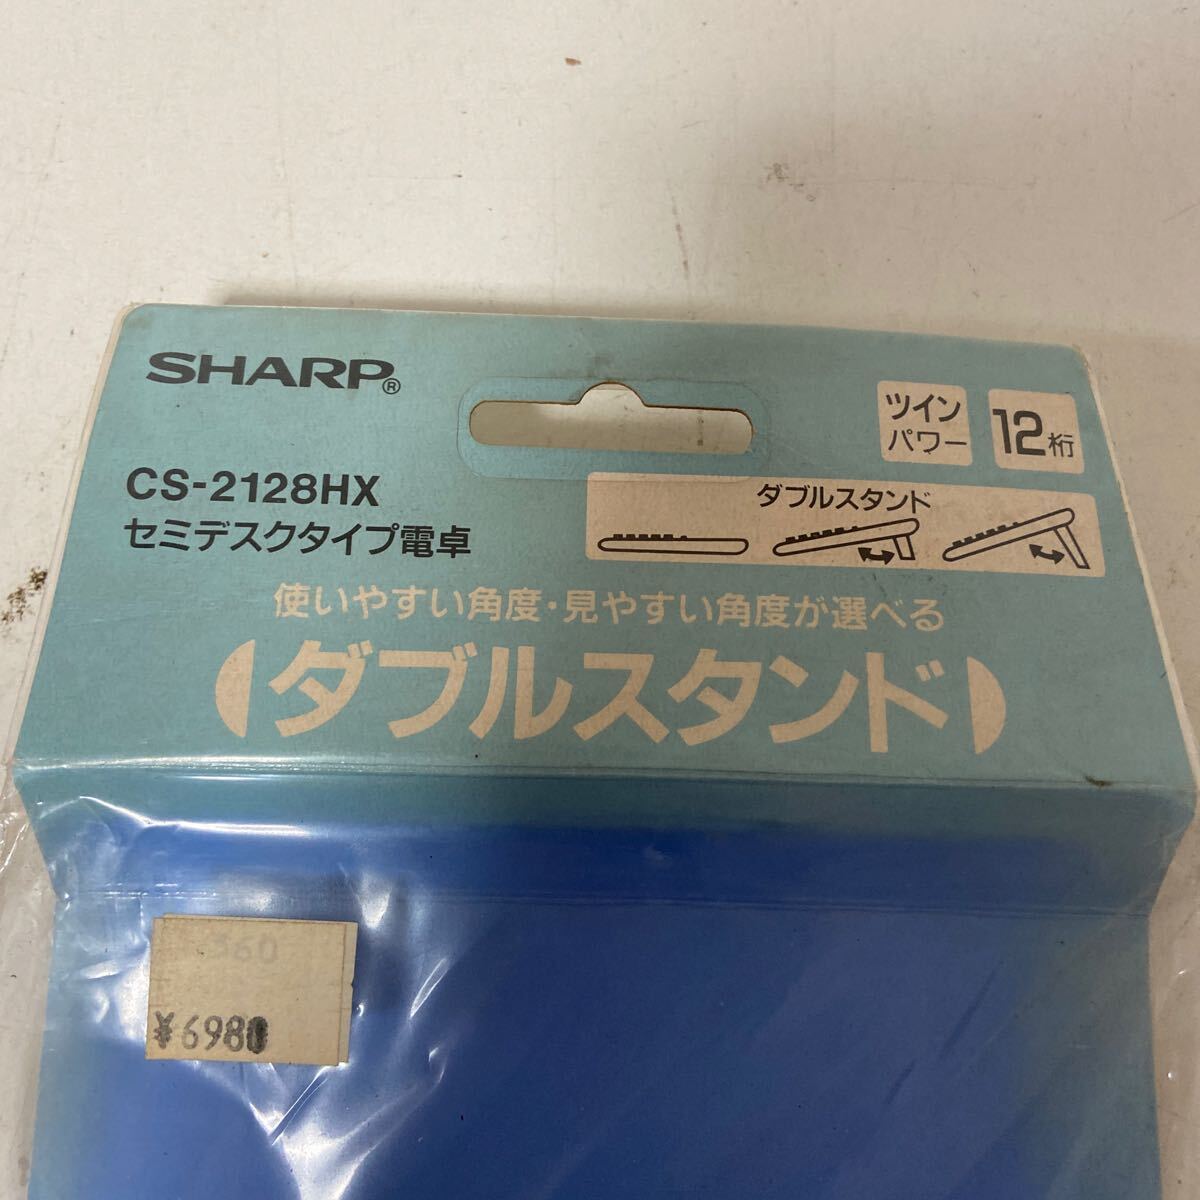 SHARP®
ツイン
パワー
12桁
CS-2128HX
セミデスクタイプ電卓
ダブルスタンド
使いやすい角度・見やすい角度が選べる
ダブルスタンド
¥6980